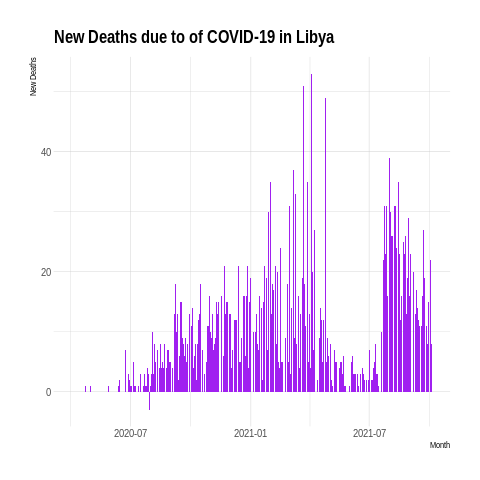 New Deaths due to of COVID-19 in Libya
New Deaths
40
20
0
2020-07
2021-01
2021-07
Month